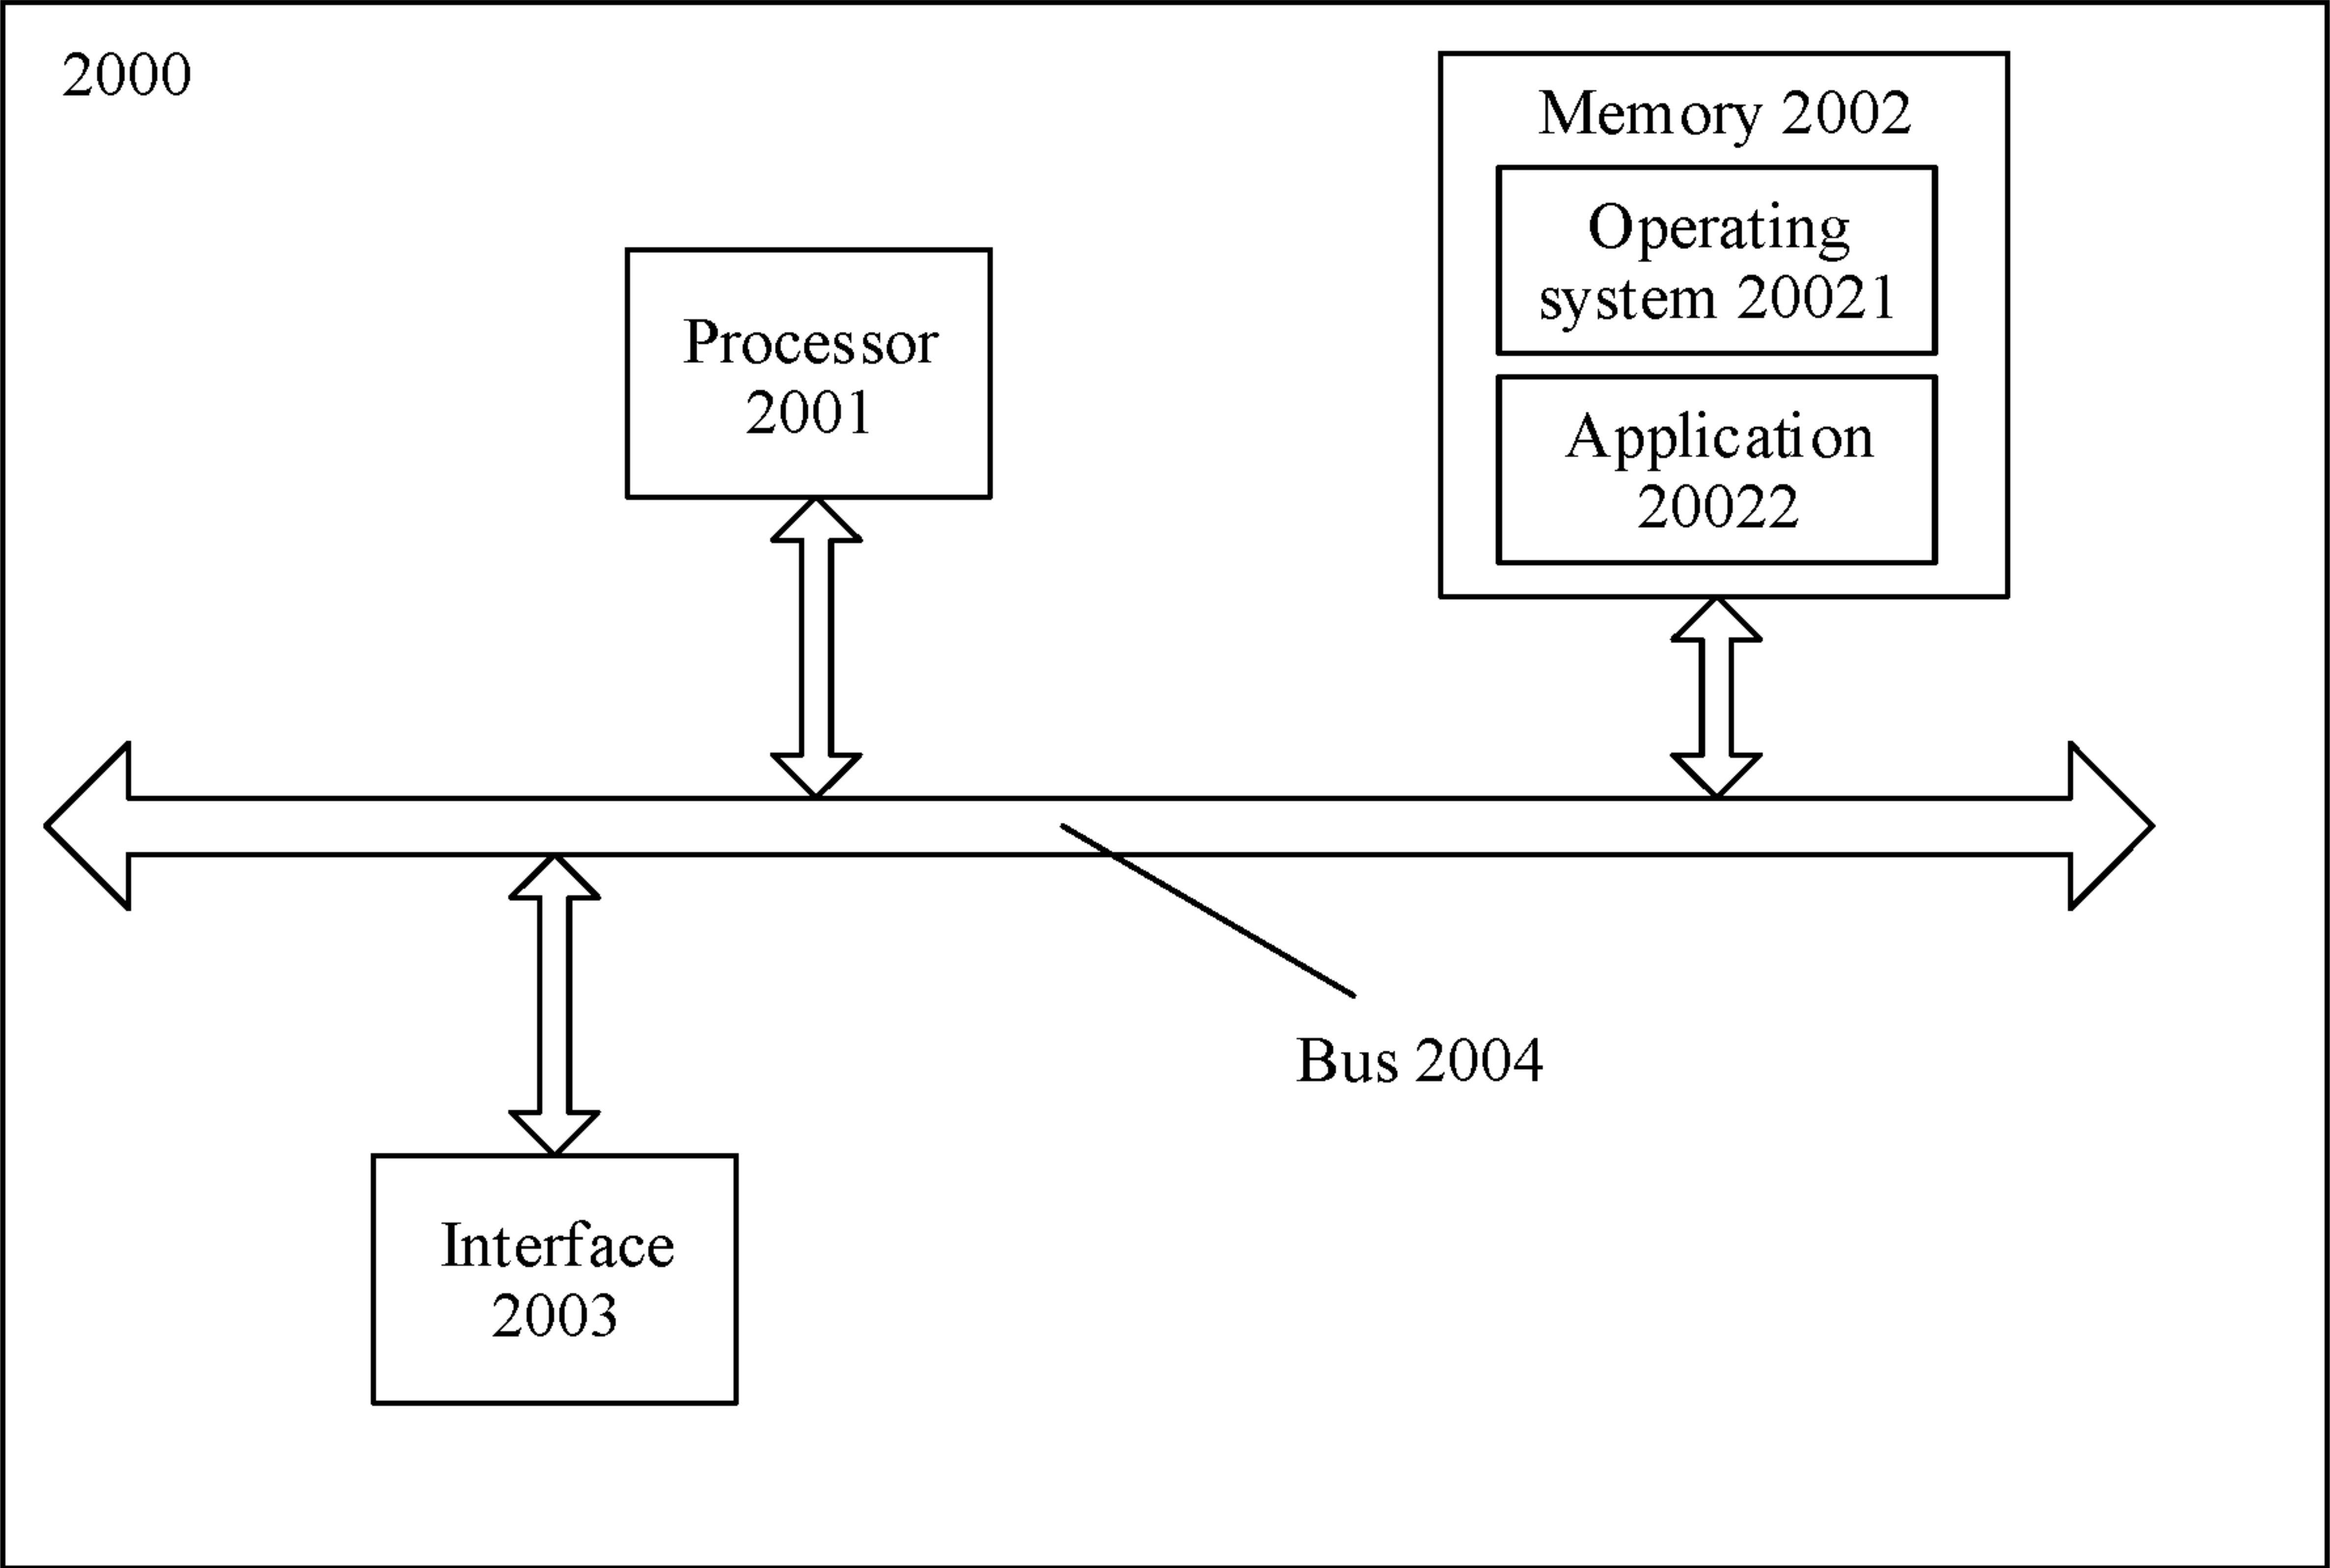 2000
Memory 2002
Operating
system 20021
Application
20022
Processor
2001
Bus 2004
Interface
2003